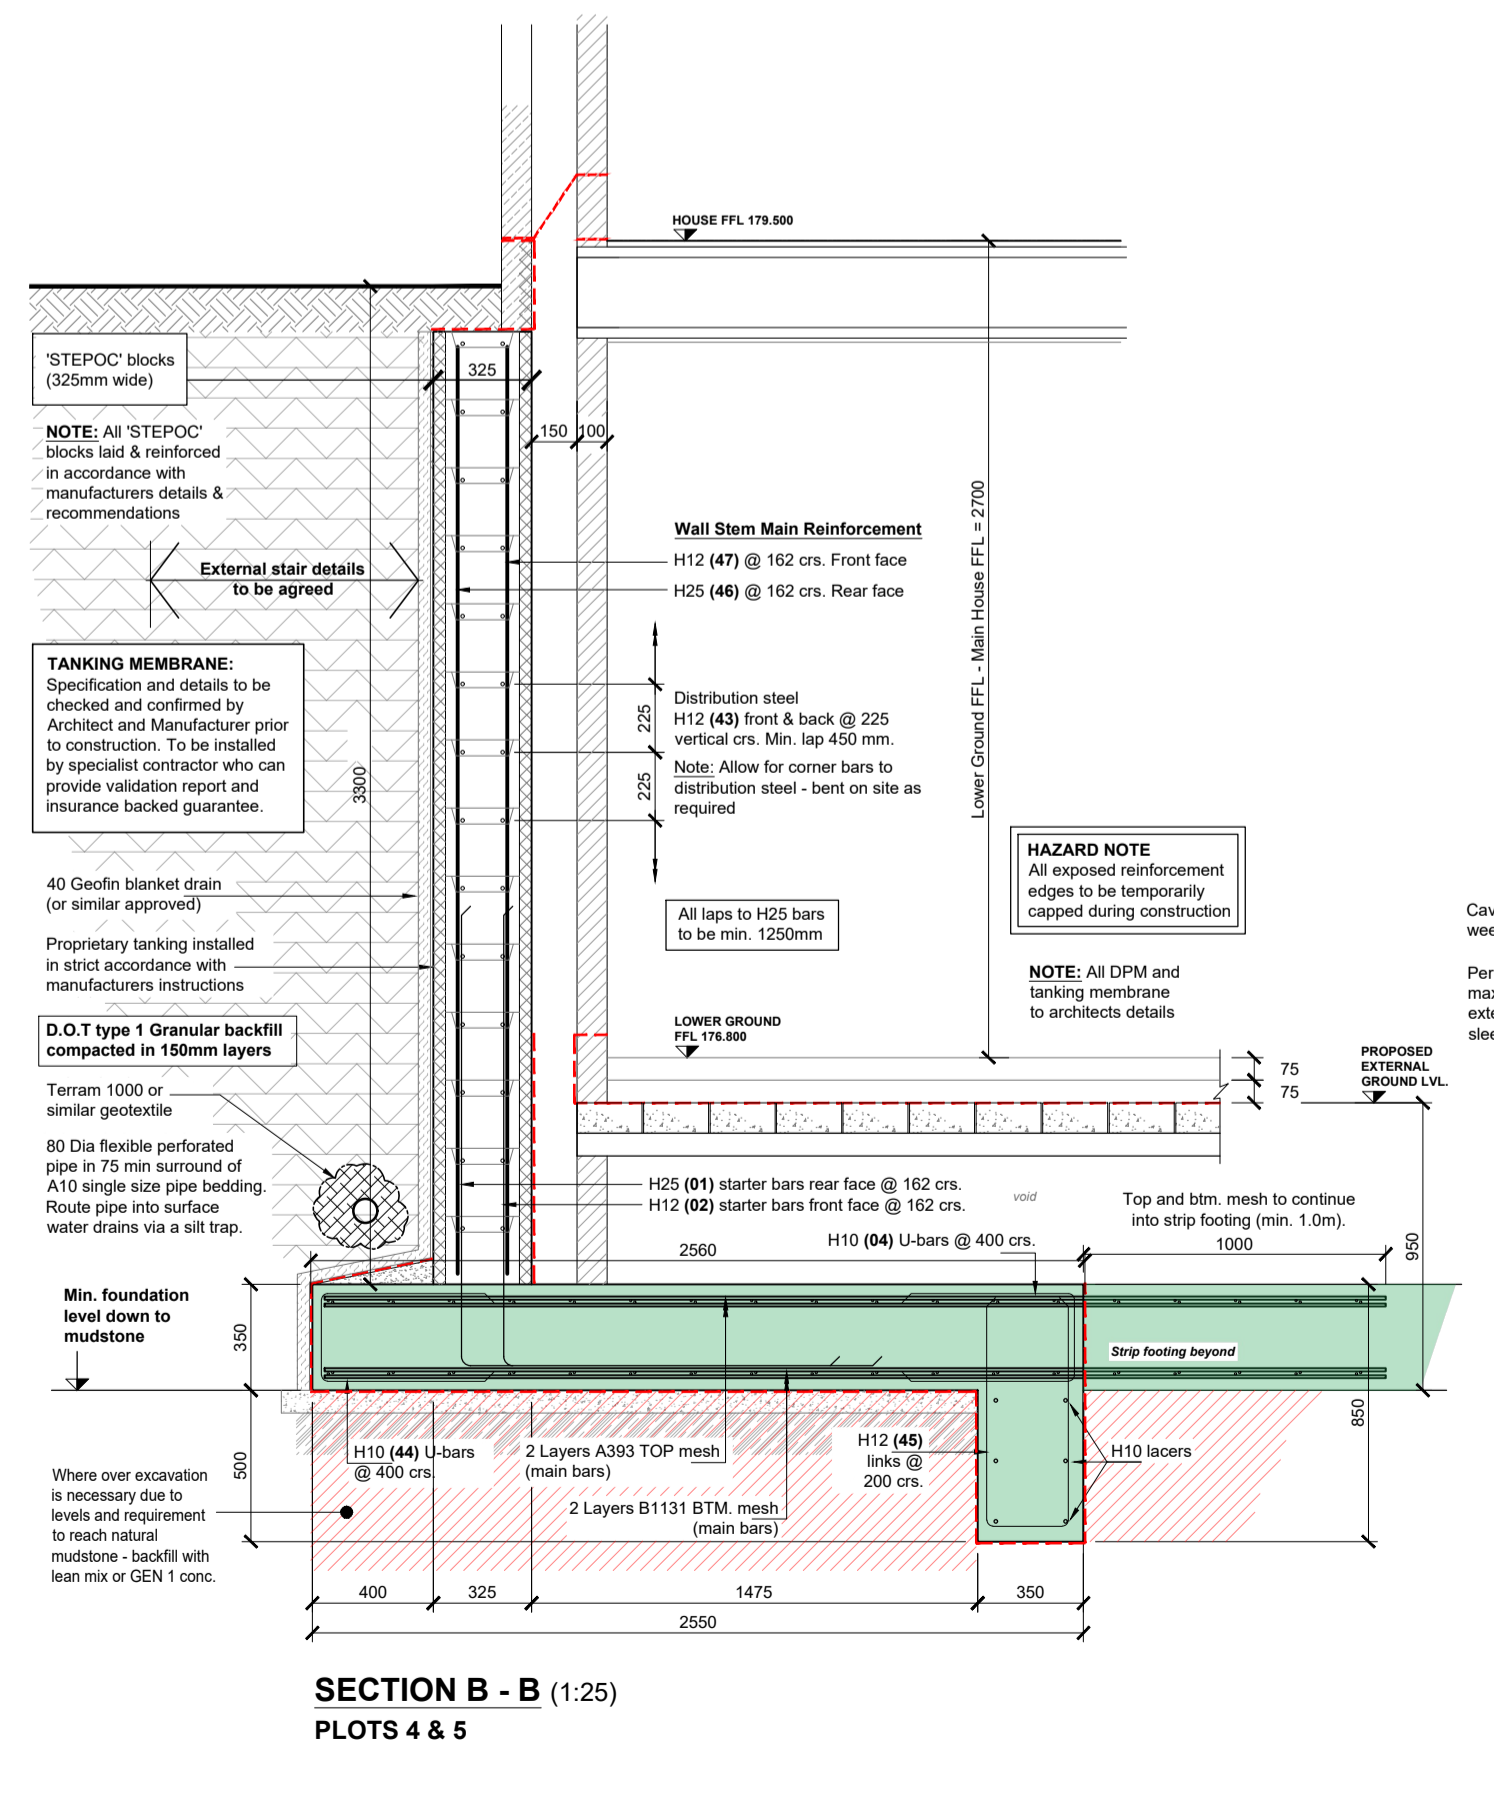 HOUSE FFL 179.500
'STEPOC' blocks
(325mm wide)
325
NOTE: All 'STEPOC'
blocks laid & reinforced
in accordance with
manufacturers details &
recommendations
150
100
Lower Ground FFL - Main House FFL = 2700
Wall Stem Main Reinforcement
H12 (47) @ 162 crs. Front face
H25 (46) @ 162 crs. Rear face
External stair details
to be agreed
TANKING MEMBRANE:
Specification and details to be
checked and confirmed by
Architect and Manufacturer prior
to construction. To be installed
by specialist contractor who can
provide validation report and
insurance backed guarantee.
3300
225
225
Distribution steel
H12 (43) front & back @ 225
vertical crs. Min. lap 450 mm.
Note: Allow for corner bars to
distribution steel - bent on site as
required
HAZARD NOTE
All exposed reinforcement
edges to be temporarily
capped during construction
40 Geofin blanket drain
(or similar approved)
All laps to H25 bars
to be min. 1250mm
Cav
wee
Proprietary tanking installed
in strict accordance with
manufacturers instructions
NOTE: All DPM and
tanking membrane
to architects details
Per
max
exte
slee
D.O.T type 1 Granular backfill
compacted in 150mm layers
LOWER GROUND
FFL 176.800
75
75
PROPOSED
EXTERNAL
GROUND LVL.
Terram 1000 or
similar geotextile
80 Dia flexible perforated
pipe in 75 min surround of
A10 single size pipe bedding.
Route pipe into surface
water drains via a silt trap.
H25 (01) starter bars rear face @ 162 crs.
H12 (02) starter bars front face @ 162 crs.
void
Top and btm. mesh to continue
into strip footing (min. 1.0m).
H10 (04) U-bars @ 400 crs.
2560
1000
950
Min. foundation
level down to
mudstone
350
Strip footing beyond
850
500
H10 (44) U-bars
@ 400 crs.
2 Layers A393 TOP mesh
(main bars)
H12 (45)
links @
200 crs.
H10 lacers
2 Layers B1131 BTM. mesh
(main bars)
Where over excavation
is necessary due to
levels and requirement
to reach natural
mudstone - backfill with
lean mix or GEN 1 conc.
400
325
1475
350
2550
SECTION B - B (1:25)
PLOTS 4 & 5